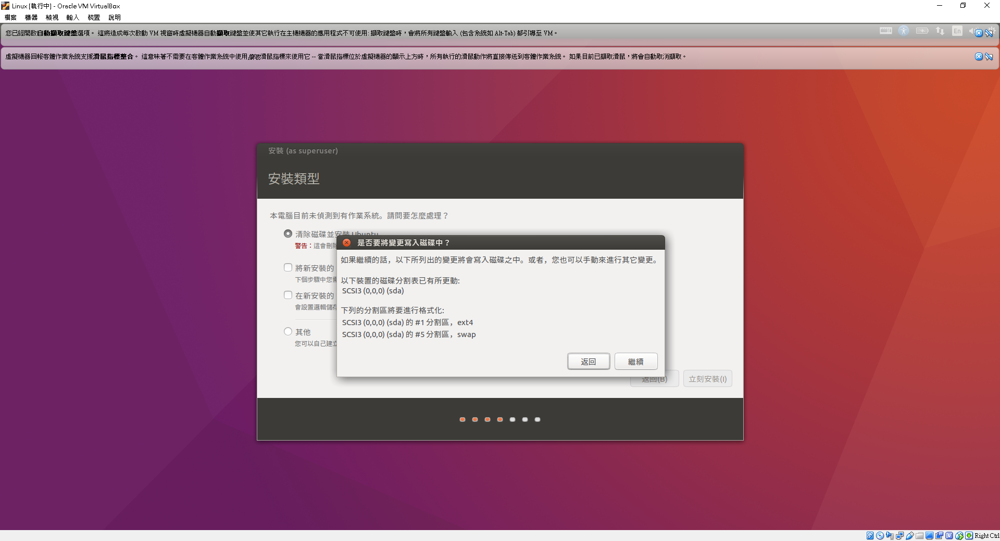 Linux [執行中] - Oracle VM VirtualBox
檔案 機器 檢視 輸入 裝置 說明
您已經開啟自動擷取鍵盤選項。 這將造成每次啟動 VM 視窗時虛擬機器自動擷取鍵盤並使其它執行在主機機器的應用程式不可使用: 擷取鍵盤時，會將所有鍵盤輸入 (包含系統如 Alt-Tab) 都引導至 VM。
En
虛擬機器回報客體作業系統支援滑鼠指標整合。 這意味著不需要在客體作業系統中使用擷取滑鼠指標來使用它 -- 當滑鼠指標位於虛擬機器的顯示上方時，所有執行的滑鼠動作將直接傳送到客體作業系統。 如果目前已擷取滑鼠，將會自動取消擷取。
安裝 (as superuser)
安裝類型
本電腦目前未偵測到有作業系統。請問要怎麼處理？
清除磁碟並安裝 Ubuntu
警告：這會刪除
是否要將變更寫入磁碟中？
如果繼續的話，以下所列出的變更將會寫入磁碟之中。或者，您也可以手動來進行其它變更。
將新安裝的
下個步驟中您需
以下裝置的磁碟分割表已有所更動:
SCSI3 (0,0,0) (sda)
在新安裝的
會設置邏輯儲存
下列的分割區將要進行格式化:
SCSI3 (0,0,0) (sda) 的 #1 分割區，ext4
SCSI3 (0,0,0) (sda) 的 #5 分割區，swap
其他
您可以自己建立
返回 繼續
返回(B) 立刻安裝(I)
Right Ctrl